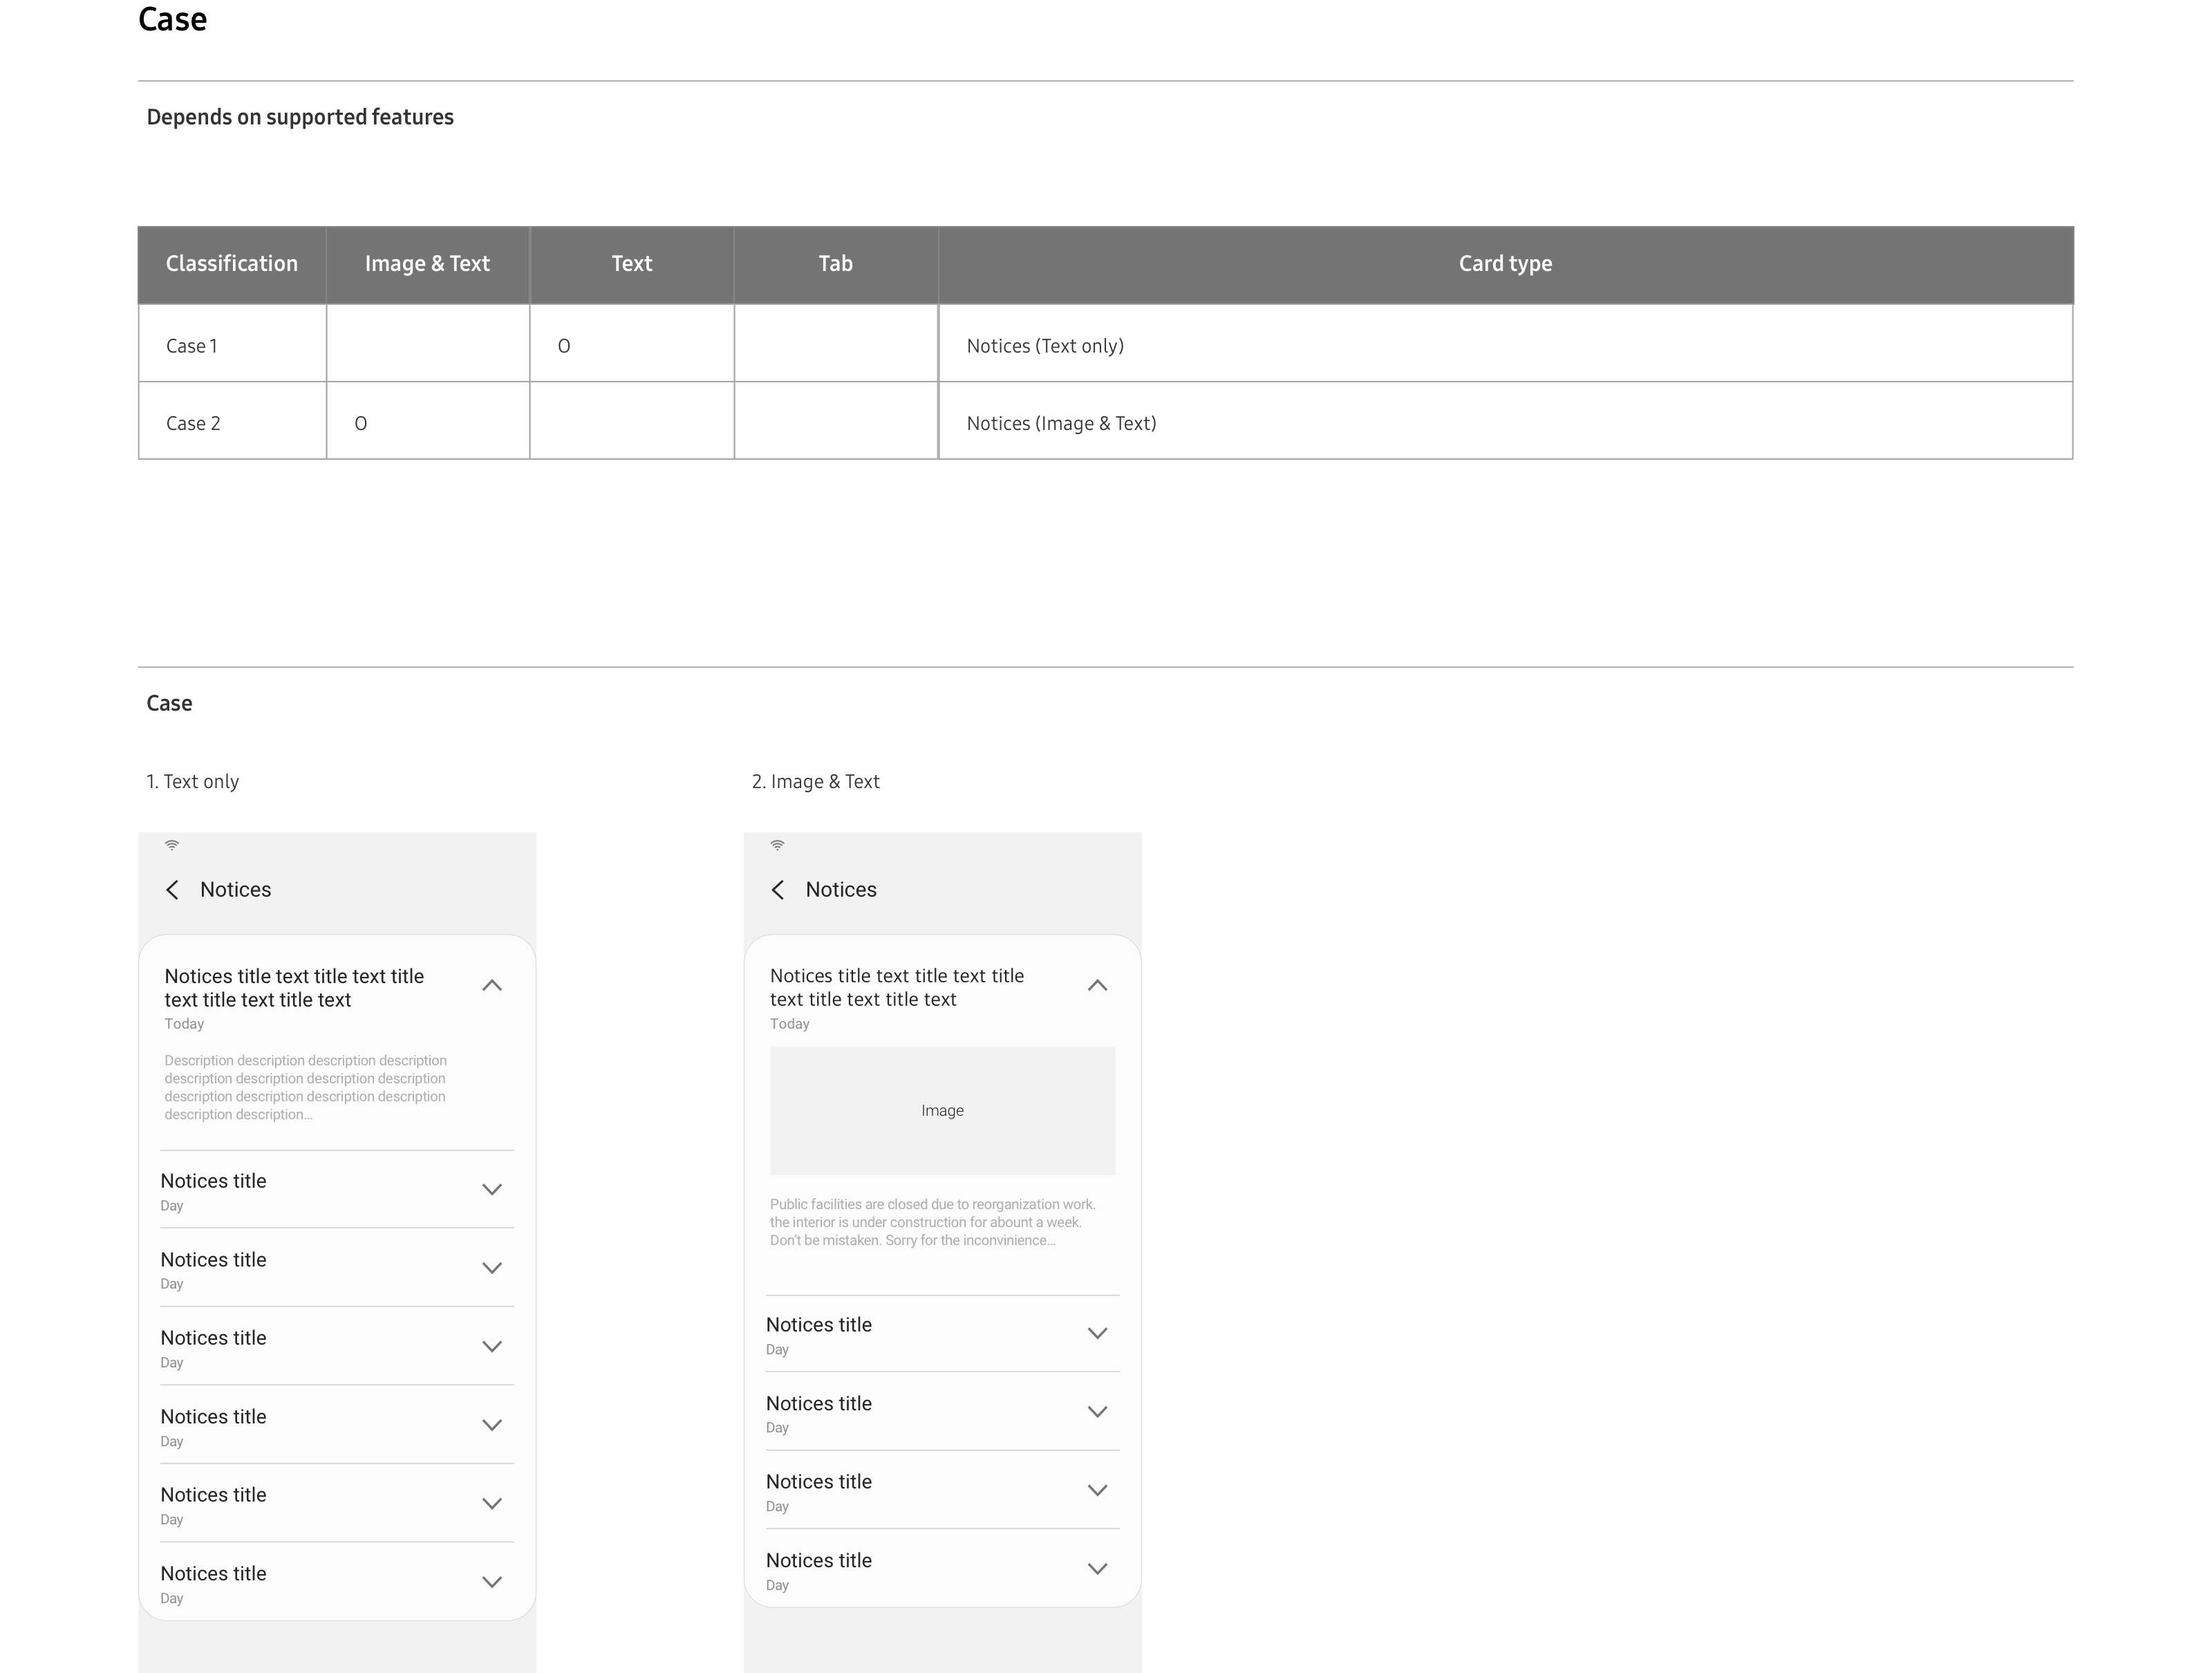 Case
Depends on supported features
Classification Image & Text Text Tab Card type
Case 1 O Notices (Text only)
Case 2 O Notices (Image & Text)
Case
1. Text only
2. Image & Text
Notices
Notices title text title text title
text title text title text
Today
Description description description description
description description description description
description description description description
description description...
Notices title
Day
Notices title
Day
Notices title
Day
Notices title
Day
Notices title
Day
Notices title
Day
Notices
Notices title text title text title
text title text title text
Today
Image
Public facilities are closed due to reorganization work.
the interior is under construction for abount a week.
Don't be mistaken. Sorry for the inconvinience...
Notices title
Day
Notices title
Day
Notices title
Day
Notices title
Day